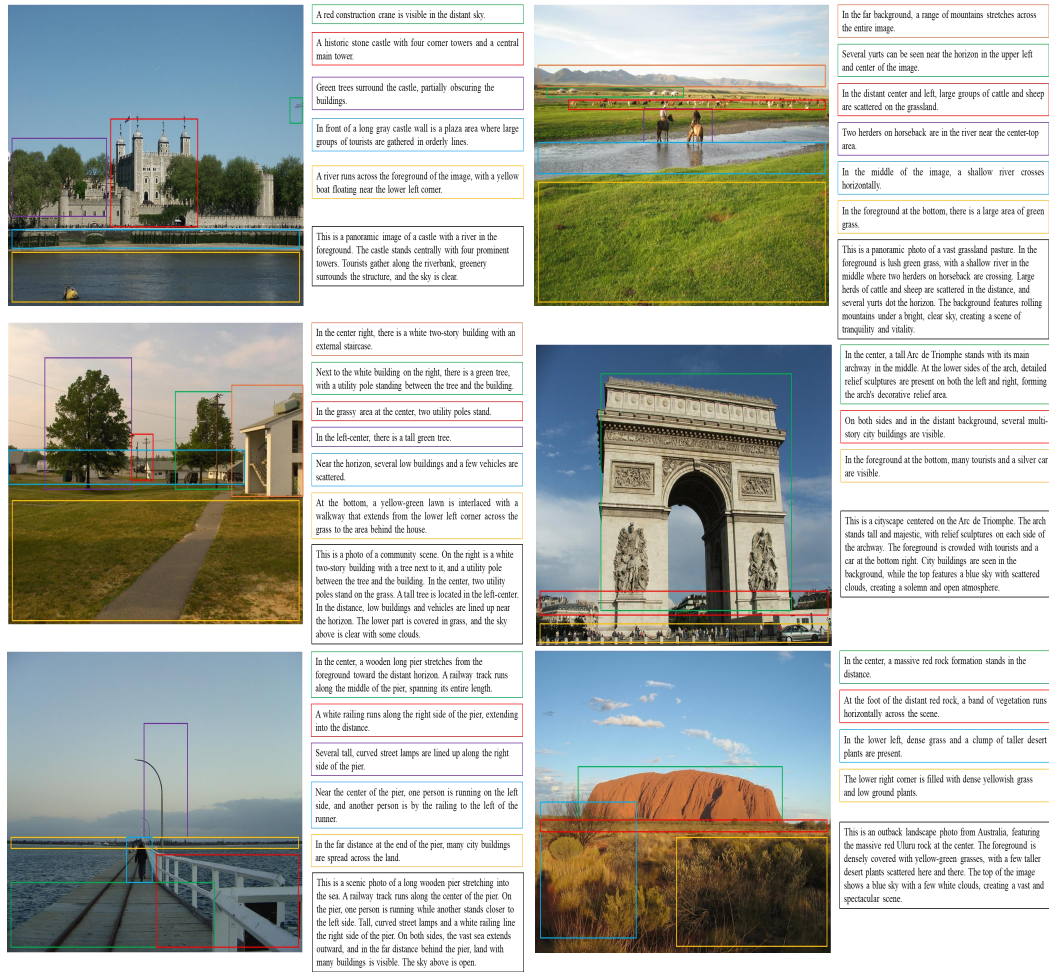 A red construction crane is visible in the distant sky.
A historic stone castle with four corner towers and a central
main tower.
Green trees surround the castle, partially obscuring the
buildings.
In front of a long gray castle wall is a plaza area where large
groups of tourists are gathered in orderly lines.
A river runs across the foreground of the image, with a yellow
boat floating near the lower left corner.
This is a panoramic image of a castle with a river in the
foreground. The castle stands centrally with four prominent
towers. Tourists gather along the riverbank, greenery
surrounds the structure, and the sky is clear.
In the far background, a range of mountains stretches across
the entire image.
Several yurts can be seen near the horizon in the upper left
and center of the image.
In the distant center and left, large groups of cattle and sheep
are scattered on the grassland.
Two herders on horseback are in the river near the center-top
area.
In the middle of the image, a shallow river crosses
horizontally.
In the foreground at the bottom, there is a large area of green
grass.
This is a panoramic photo of a vast grassland pasture. In the
foreground is lush green grass, with a shallow river in the
middle where two herders on horseback are crossing. Large
herds of cattle and sheep are scattered in the distance, and
several yurts dot the horizon. The background features rolling
mountains under a bright, clear sky, creating a scene of
tranquility and vitality.
In the center right, there is a white two-story building with an
external staircase.
Next to the white building on the right, there is a green tree,
with a utility pole standing between the tree and the building.
In the grassy area at the center, two utility poles stand.
In the left-center, there is a tall green tree.
Near the horizon, several low buildings and a few vehicles are
scattered.
At the bottom, a yellow-green lawn is interlaced with a
walkway that extends from the lower left corner across the
grass to the area behind the house.
This is a photo of a community scene. On the right is a white
two-story building with a tree next to it, and a utility pole
between the tree and the building. In the center, two utility
poles stand on the grass. A tall tree is located in the left-center.
In the distance, low buildings and vehicles are lined up near
the horizon. The lower part is covered in grass, and the sky
above is clear with some clouds.
In the center, a tall Arc de Triomphe stands with its main
archway in the middle. At the lower sides of the arch, detailed
relief sculptures are present on both the left and right, forming
the arch's decorative relief area.
On both sides and in the distant background, several multi-
story city buildings are visible.
In the foreground at the bottom, many tourists and a silver car
are visible.
This is a cityscape centered on the Arc de Triomphe. The arch
stands tall and majestic, with relief sculptures on each side of
the archway. The foreground is crowded with tourists and a
car at the bottom right. City buildings are seen in the
background, while the top features a blue sky with scattered
clouds, creating a solemn and open atmosphere.
In the center, a wooden long pier stretches from the
foreground toward the distant horizon. A railway track runs
along the middle of the pier, spanning its entire length.
A white railing runs along the right side of the pier, extending
into the distance.
Several tall, curved street lamps are lined up along the right
side of the pier.
Near the center of the pier, one person is running on the left
side, and another person is by the railing to the left of the
runner.
In the far distance at the end of the pier, many city buildings
are spread across the land.
This is a scenic photo of a long wooden pier stretching into
the sea. A railway track runs along the center of the pier. On
the pier, one person is running while another stands closer to
the left side. Tall, curved street lamps and a white railing line
the right side of the pier. On both sides, the vast sea extends
outward, and in the far distance behind the pier, land with
many buildings is visible. The sky above is open.
In the center, a massive red rock formation stands in the
distance.
At the foot of the distant red rock, a band of vegetation runs
horizontally across the scene.
In the lower left, dense grass and a clump of taller desert
plants are present.
The lower right corner is filled with dense yellowish grass
and low ground plants.
This is an outback landscape photo from Australia, featuring
the massive red Uluru rock at the center. The foreground is
densely covered with yellow-green grasses, with a few taller
desert plants scattered here and there. The top of the image
shows a blue sky with a few white clouds, creating a vast and
spectacular scene.